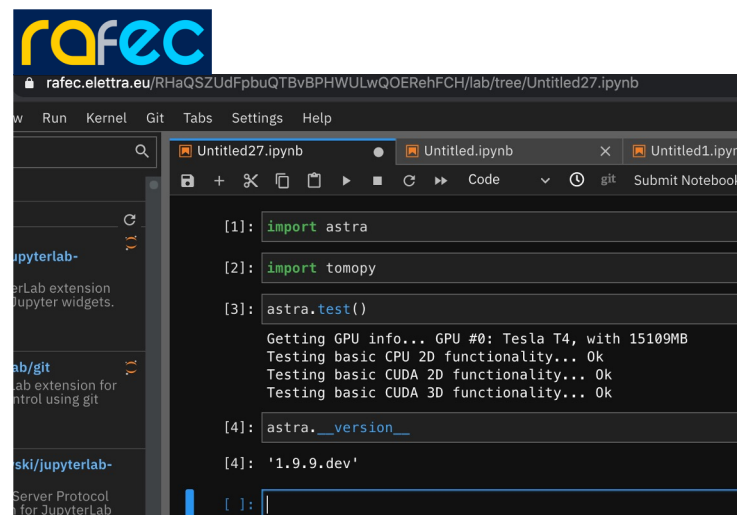 rafec
rafec.elettra.eu/RHaQSZUdFpbuQTBvBPHWULwQOERehFCH/lab/tree/Untitled27.ipynb
w Run Kernel Git Tabs Settings Help
Untitled27.ipynb Untitled.ipynb Untitled1.ipyn
Code git Submit Notebook
[1]: import astra
[2]: import tomopy
[3]: astra.test()
Getting GPU info... GPU #0: Tesla T4, with 15109MB
Testing basic CPU 2D functionality... Ok
Testing basic CUDA 2D functionality... Ok
Testing basic CUDA 3D functionality... Ok
[4]: astra.__version__
[4]: '1.9.9.dev'
[ ]:
upyterlab-
erLab extension
Jupyter widgets.
ab/git
Lab extension for
ntrol using git
ski/jupyterlab-
Server Protocol
n for JupyterLab